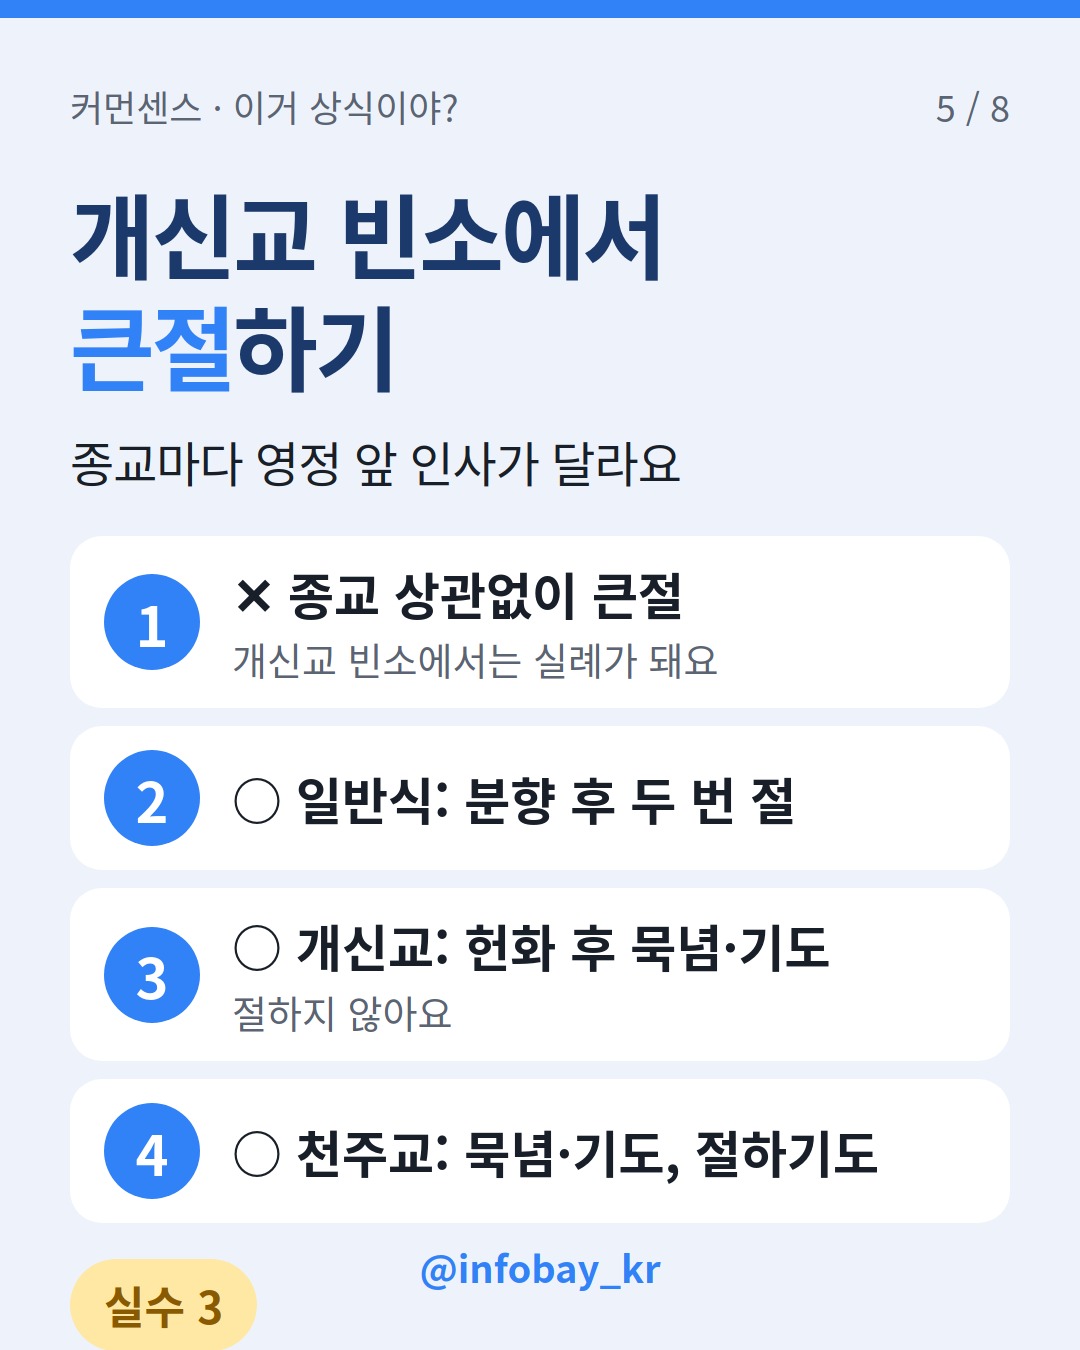 커먼센스 · 이거 상식이야?
5 / 8
개신교 빈소에서
큰절하기
종교마다 영정 앞 인사가 달라요
1
✕ 종교 상관없이 큰절
개신교 빈소에서는 실례가 돼요
2
○ 일반식: 분향 후 두 번 절
3
○ 개신교: 헌화 후 묵념·기도
절하지 않아요
4
○ 천주교: 묵념·기도, 절하기도
@infobay_kr
실수 3